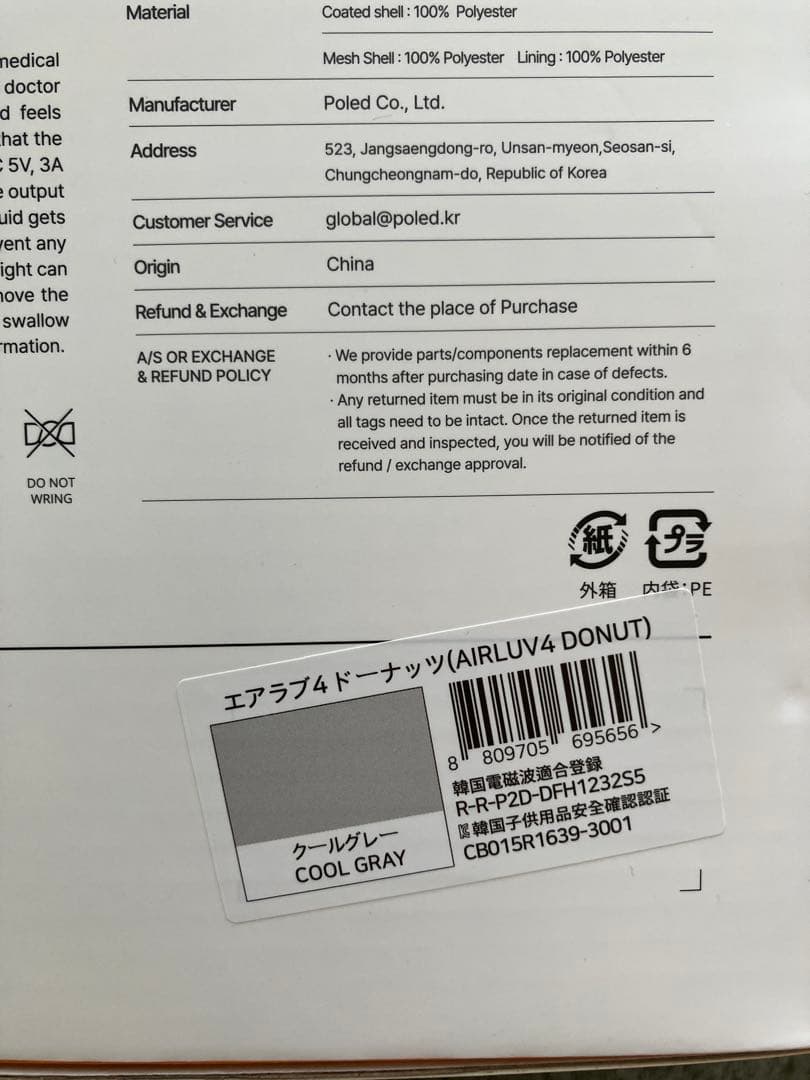 medical
doctor
d feels
that the
5V, 3A
output
uid gets
vent any
ight can
move the
swallow
rmation.
DO NOT
WRING
Material
Coated shell : 100% Polyester
Mesh Shell : 100% Polyester Lining : 100% Polyester
Manufacturer
Poled Co., Ltd.
Address
523, Jangsaengdong-ro, Unsan-myeon,Seosan-si,
Chungcheongnam-do, Republic of Korea
Customer Service
global@poled.kr
Origin
China
Refund & Exchange
Contact the place of Purchase
A/S OR EXCHANGE
& REFUND POLICY
· We provide parts/components replacement within 6
months after purchasing date in case of defects.
· Any returned item must be in its original condition and
all tags need to be intact. Once the returned item is
received and inspected, you will be notified of the
refund / exchange approval.
紙 プラ
外箱 内袋：PE
エアラブ4 ドーナッツ(AIRLUV4 DONUT)
8 809705 695656 >
韓国電磁波適合登録
R-R-P2D-DFH1232S5
韓国子供用品安全確認認証
CB015R1639-3001
クールグレー
COOL GRAY